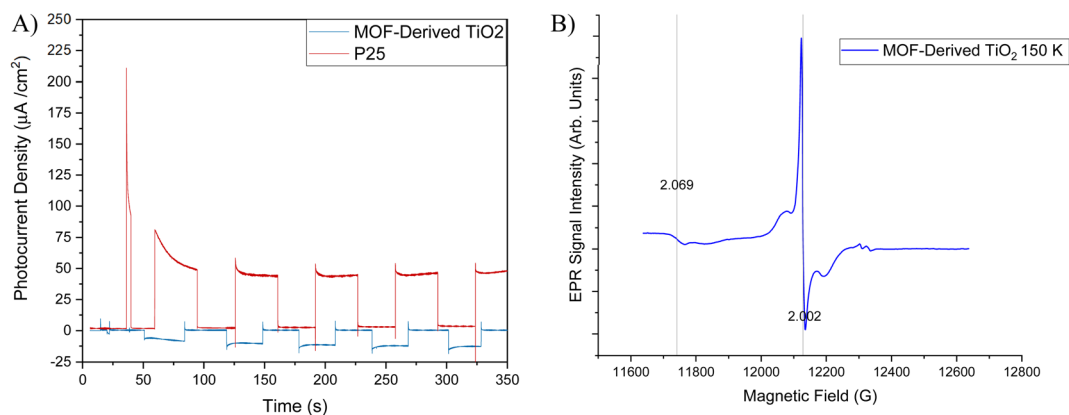 A)
250
225
200
175
150
125
100
75
50
25
0
-25
0 50 100 150 200 250 300 350
Photocurrent Density (μA /cm²)
Time (s)
MOF-Derived TiO2
P25
B)
EPR Signal Intensity (Arb. Units)
MOF-Derived TiO₂ 150 K
2.069
2.002
11600 11800 12000 12200 12400 12600 12800
Magnetic Field (G)